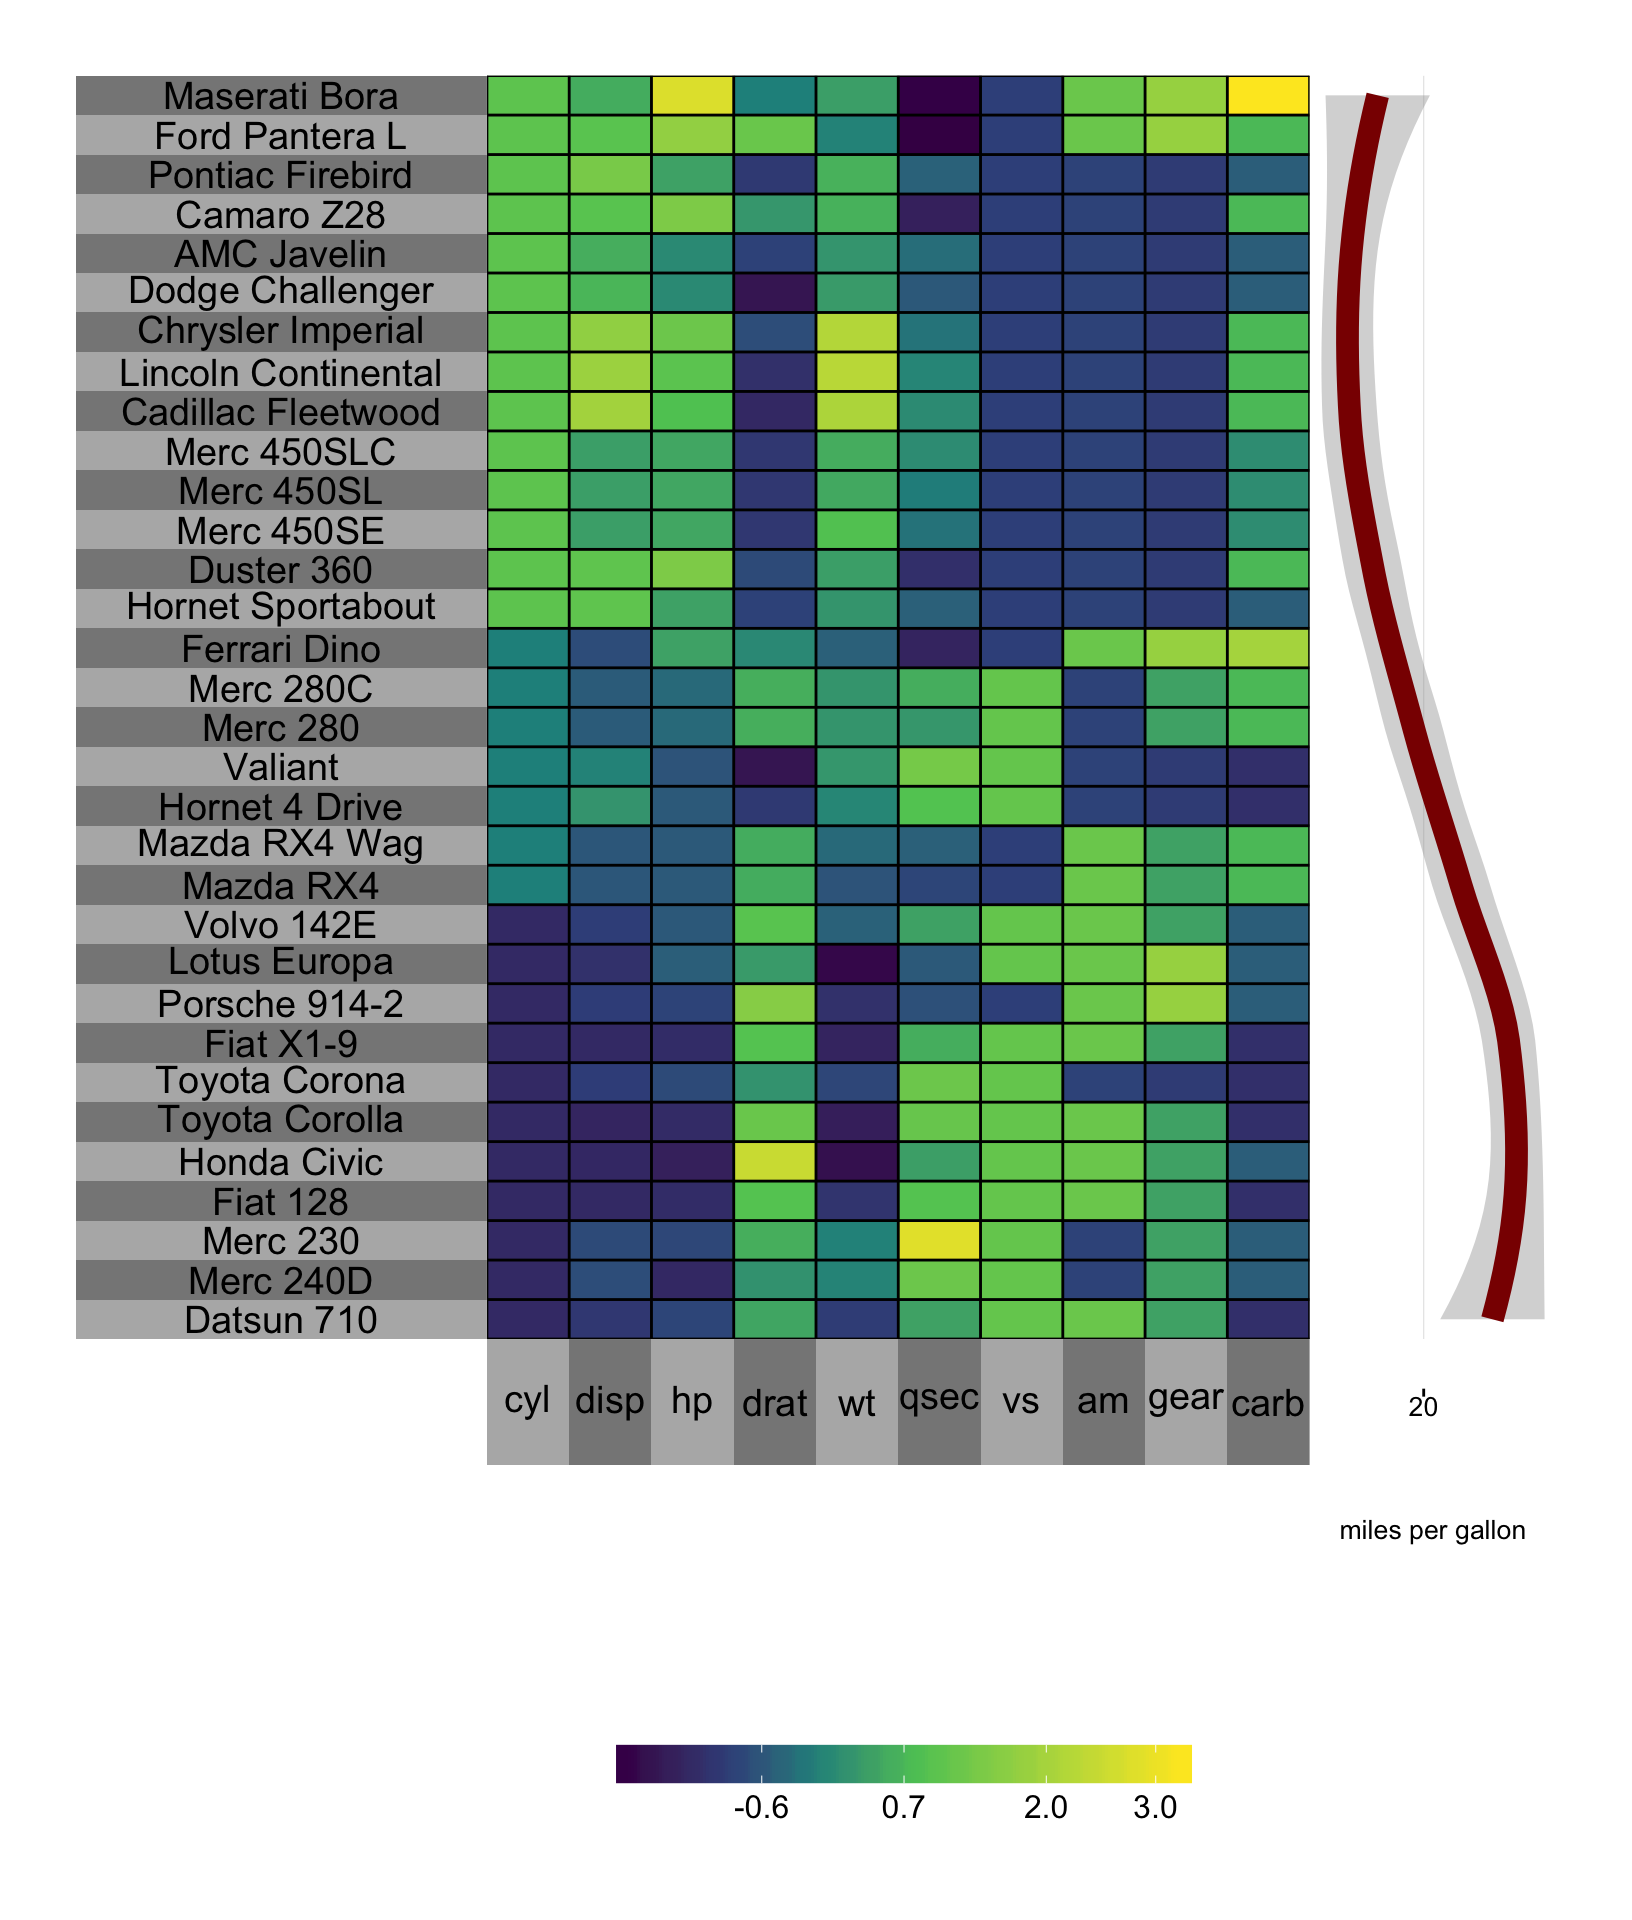 Maserati Bora
Ford Pantera L
Pontiac Firebird
Camaro Z28
AMC Javelin
Dodge Challenger
Chrysler Imperial
Lincoln Continental
Cadillac Fleetwood
Merc 450SLC
Merc 450SL
Merc 450SE
Duster 360
Hornet Sportabout
Ferrari Dino
Merc 280C
Merc 280
Valiant
Hornet 4 Drive
Mazda RX4 Wag
Mazda RX4
Volvo 142E
Lotus Europa
Porsche 914-2
Fiat X1-9
Toyota Corona
Toyota Corolla
Honda Civic
Fiat 128
Merc 230
Merc 240D
Datsun 710
cyl disp hp drat wt qsec vs am gear carb
20
miles per gallon
-0.6 0.7 2.0 3.0